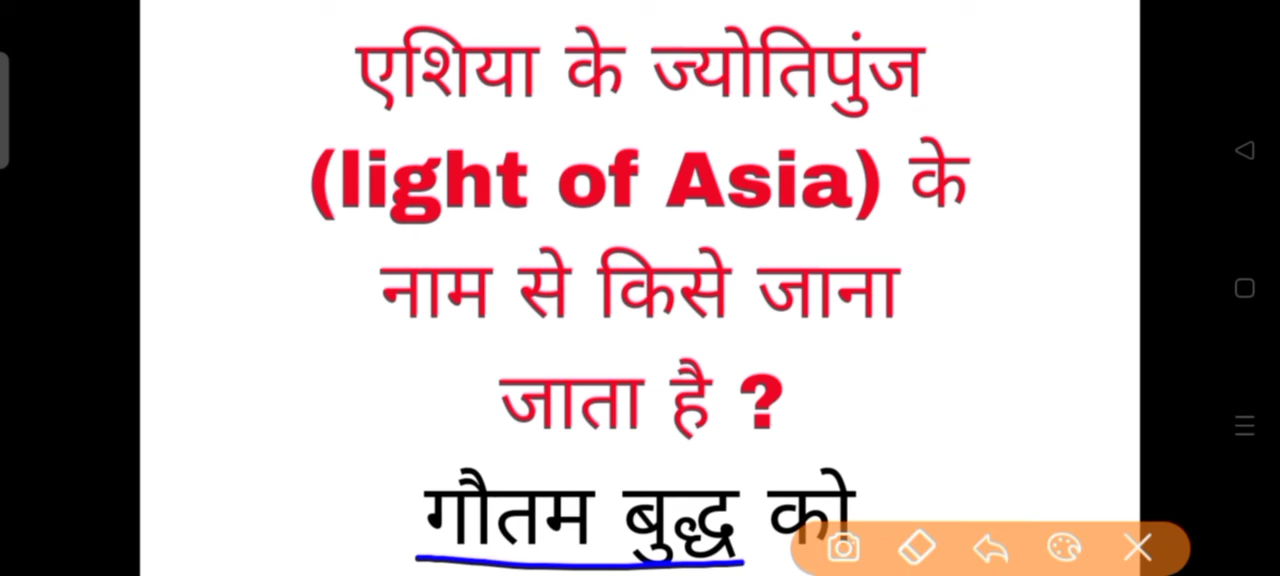 एशिया के ज्योतिपुंज
(light of Asia) के
नाम से किसे जाना
जाता है ?
गौतम बुद्ध को